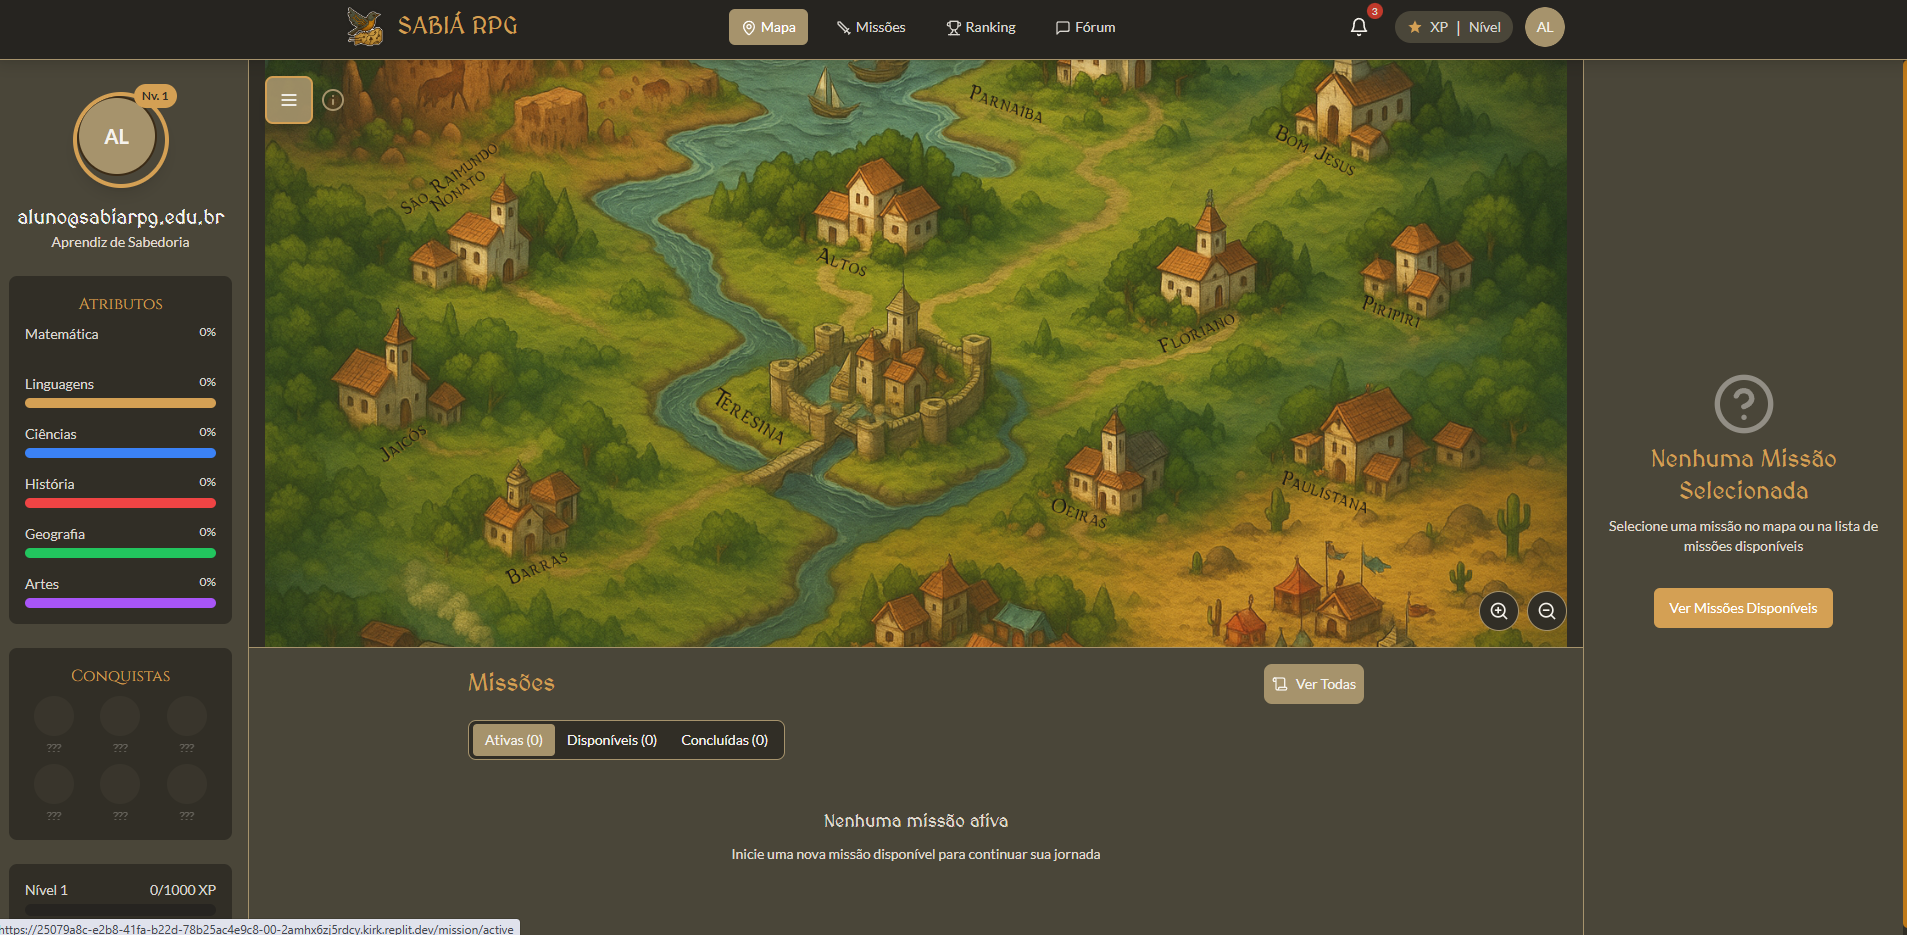 SABIÁ RPG
Mapa
Missões
Ranking
Fórum
3
XP | Nível
AL
Nv. 1
AL
aluno@sabiarpg.edu.br
Aprendiz de Sabedoria
Atributos
Matemática 0%
Linguagens 0%
Ciências 0%
História 0%
Geografia 0%
Artes 0%
Conquistas
??? ??? ???
??? ??? ???
Nível 1 0/1000 XP
https://25079a8c-e2b8-41fa-b22d-78b25ac4e9c8-00-2amhx6zj5rdcy.kirk.replit.dev/mission/active
Parnaiba
Bom Jesus
São Raimundo
Nonato
Altos
Piripiri
Floriano
Teresina
Jaicós
Paulistana
Oeiras
Barras
Missões
Ver Todas
Ativas (0)
Disponíveis (0)
Concluídas (0)
Nenhuma missão ativa
Inicie uma nova missão disponível para continuar sua jornada
Nenhuma Missão
Selecionada
Selecione uma missão no mapa ou na lista de
missões disponíveis
Ver Missões Disponíveis